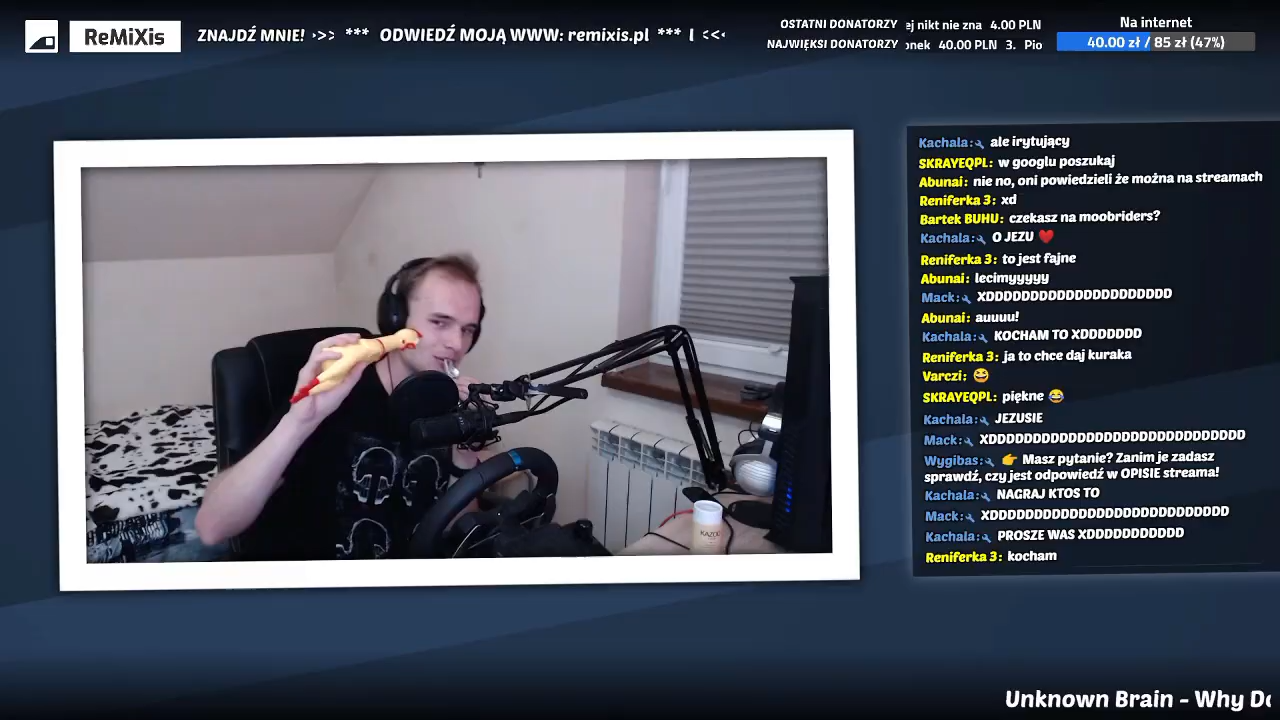 ReMiXis
ZNAJDŹ MNIE! >>> *** ODWIEDŹ MOJĄ WWW: remixis.pl *** <<<
OSTATNI DONATORZY ej nikt nie zna 4.00 PLN
NAJWIĘKSI DONATORZY onek 40.00 PLN 3. Pio
Na internet
40.00 zł / 85 zł (47%)
Kachala: ale irytujący
SKRAYEQPL: w googlu poszukaj
Abunai: nie no, oni powiedzieli że można na streamach
Reniferka 3: xd
Bartek BUHU: czekasz na moobriders?
Kachala: O JEZU ❤️
Reniferka 3: to jest fajne
Abunai: lecimyyyyy
Mack: XDDDDDDDDDDDDDDDDDDDDDD
Abunai: auuuu!
Kachala: KOCHAM TO XDDDDDDD
Reniferka 3: ja to chce daj kuraka
Varczi: 😆
SKRAYEQPL: piękne 😂
Kachala: JEZUSIE
Mack: XDDDDDDDDDDDDDDDDDDDDDDDDDDDDD
Wygibas: 👉 Masz pytanie? Zanim je zadasz
sprawdź, czy jest odpowiedź w OPISIE streama!
Kachala: NAGRAJ KTOS TO
Mack: XDDDDDDDDDDDDDDDDDDDDDDDDDDD
Kachala: PROSZE WAS XDDDDDDDDDDD
Reniferka 3: kocham
Unknown Brain - Why Do